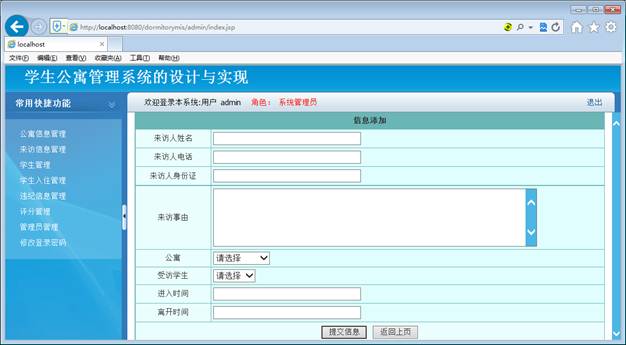 http://localhost:8080/dormitorymis/admin/index.jsp
localhost
文件(F) 编辑(E) 查看(V) 收藏夹(A) 工具(T) 帮助(H)
学生公寓管理系统的设计与实现
常用快捷功能
欢迎登录本系统:用户 admin 角色： 系统管理员 退出
公寓信息管理
来访信息管理
学生管理
学生入住管理
违纪信息管理
评分管理
管理员管理
修改登录密码
信息添加
来访人姓名
来访人电话
来访人身份证
来访事由
公寓 请选择
受访学生 请选择
进入时间
离开时间
提交信息 返回上页